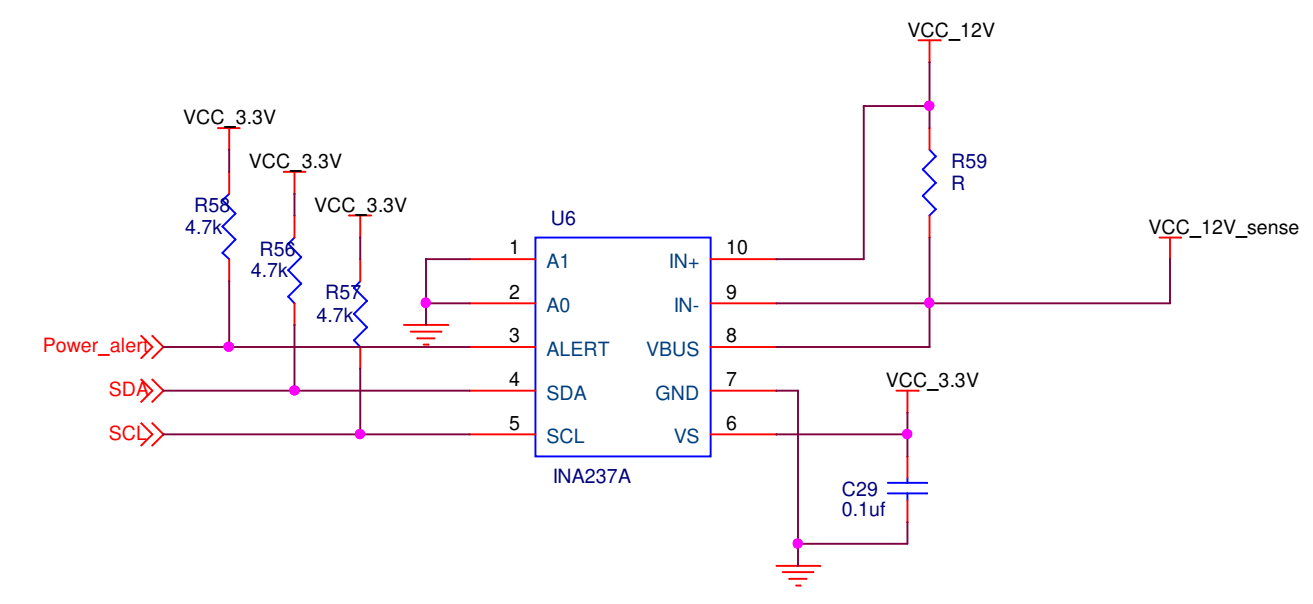 VCC_12V
VCC_3.3V
VCC_3.3V
R59
R
R58
4.7k
VCC_3.3V
U6
VCC_12V_sense
R56
4.7k
1
A1
IN+
10
R57
4.7k
2
A0
IN-
9
Power_alert
3
ALERT
VBUS
8
SDA
4
SDA
GND
7
VCC_3.3V
SCL
5
SCL
VS
6
INA237A
C29
0.1uf